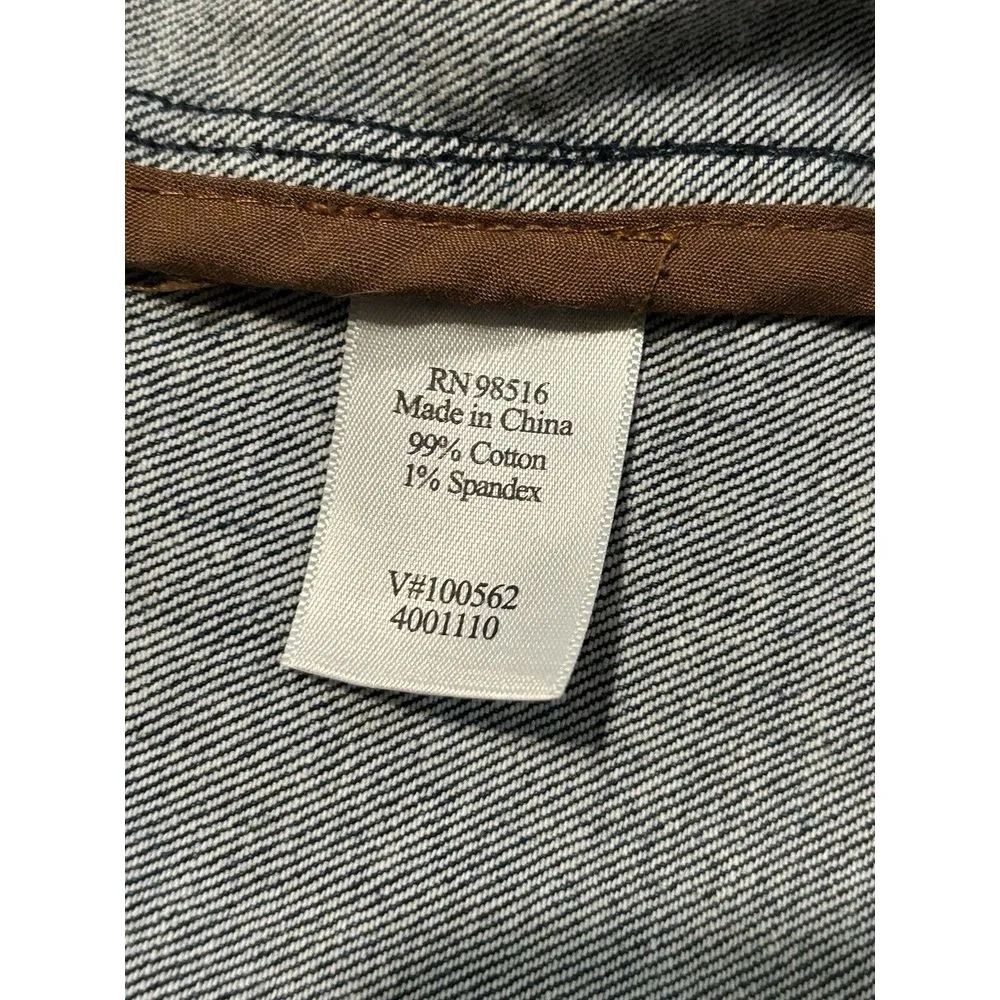 RN 98516
Made in China
99% Cotton
1% Spandex
V#100562
4001110